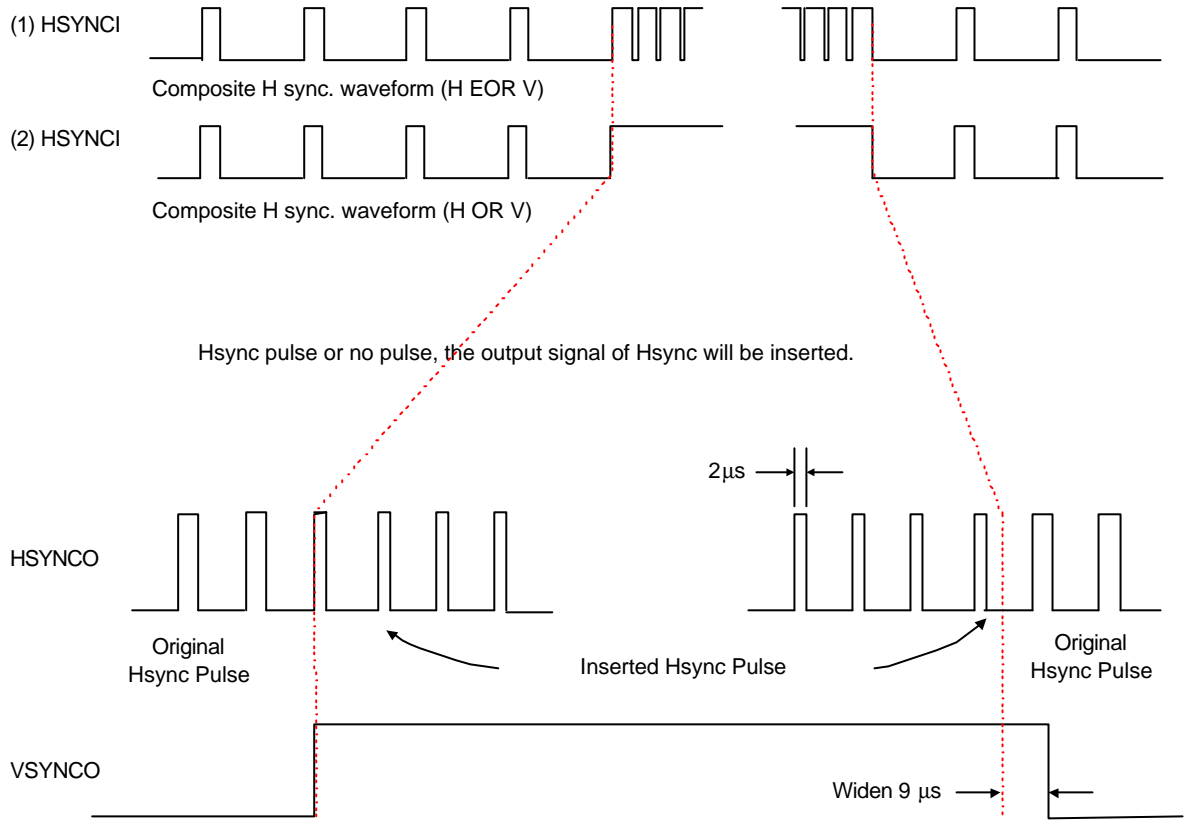 (1) HSYNCI
Composite H sync. waveform (H EOR V)
(2) HSYNCI
Composite H sync. waveform (H OR V)
Hsync pulse or no pulse, the output signal of Hsync will be inserted.
2μs
HSYNCO
Original
Hsync Pulse
Inserted Hsync Pulse
Original
Hsync Pulse
VSYNCO
Widen 9 μs